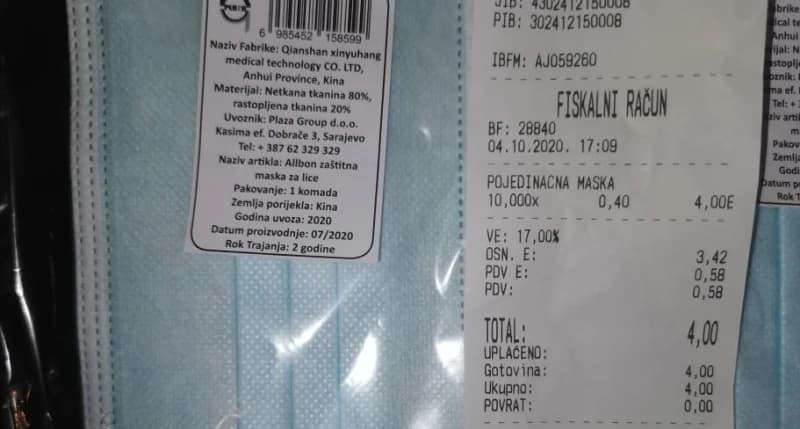 6 985452 158599
Naziv Fabrike: Qianshan xinyuhang
medical technology CO. LTD,
Anhui Province, Kina
Materijal: Netkana tkanina 80%,
rastopljena tkanina 20%
Uvoznik: Plaza Group d.o.o.
Kasima ef. Dobrače 3, Sarajevo
Tel: + 387 62 329 329
Naziv artikla: Allbon zaštitna
maska za lice
Pakovanje: 1 komada
Zemlja porijekla: Kina
Godina uvoza: 2020
Datum proizvodnje: 07/2020
Rok Trajanja: 2 godine
JIB: 4302412150008
PIB: 302412150008
IBFM: AJ059260
FISKALNI RAČUN
BF: 28840
04.10.2020. 17:09
POJEDINACNA MASKA
10,000x 0,40 4,00E
VE: 17,00%
OSN. E: 3,42
PDV E: 0,58
PDV: 0,58
TOTAL: 4,00
UPLAĆENO:
Gotovina: 4,00
Ukupno: 4,00
POVRAT: 0,00